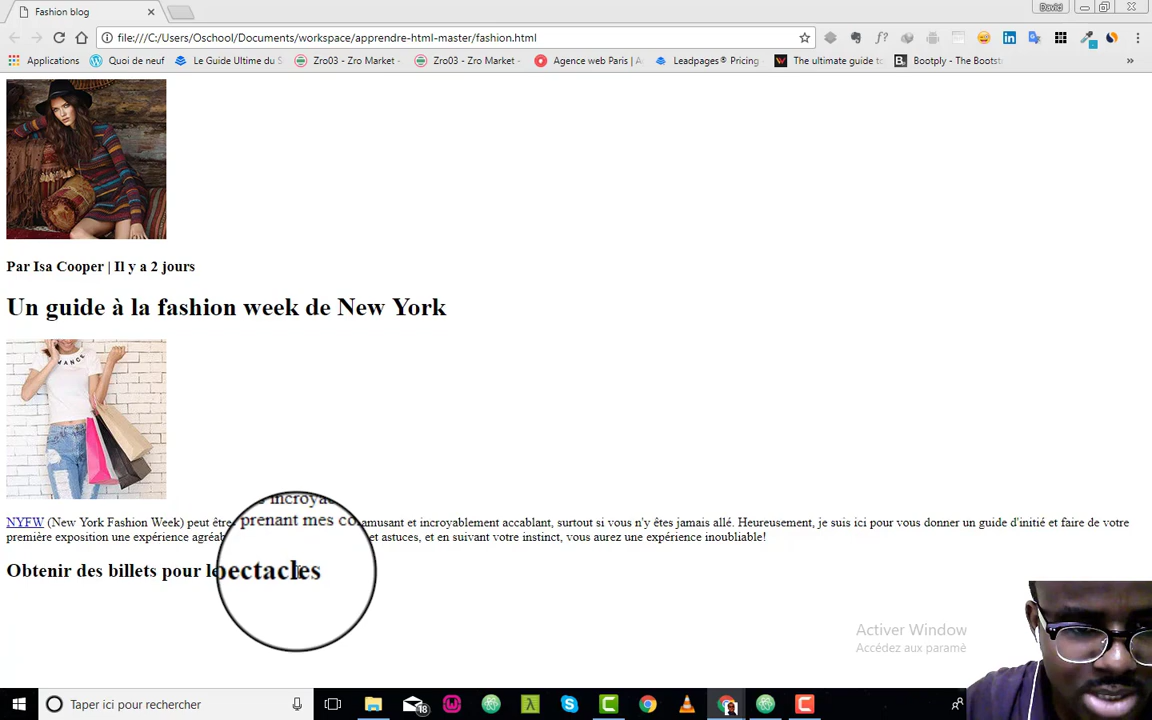 Fashion blog
David
file:///C:/Users/Oschool/Documents/workspace/apprendre-html-master/fashion.html
Applications Quoi de neuf Le Guide Ultime du S Zro03 - Zro Market - Zro03 - Zro Market - Agence web Paris | A Leadpages® Pricing The ultimate guide to Bootply - The Bootst
Par Isa Cooper | Il y a 2 jours
Un guide à la fashion week de New York
NYFW (New York Fashion Week) peut être amusant et incroyablement accablant, surtout si vous n'y êtes jamais allé. Heureusement, je suis ici pour vous donner un guide d'initié et faire de votre
première exposition une expérience prenant mes et astuces, et en suivant votre instinct, vous aurez une expérience inoubliable!
Obtenir des billets pour le pectacles
Activer Window
Accédez aux paramè
Taper ici pour rechercher
18